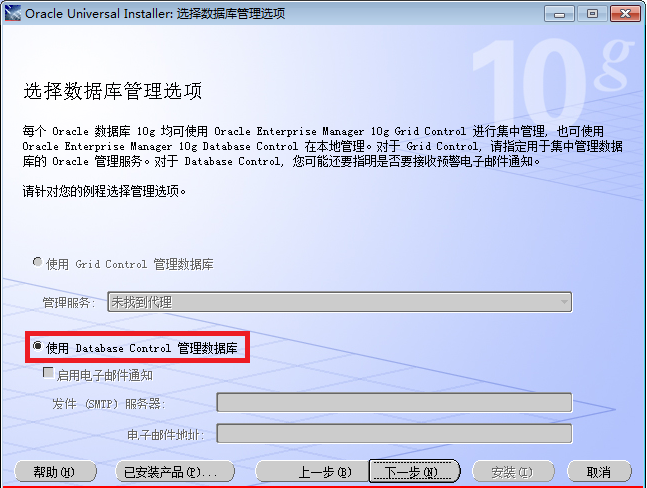 Oracle Universal Installer: 选择数据库管理选项
10g
选择数据库管理选项
每个 Oracle 数据库 10g 均可使用 Oracle Enterprise Manager 10g Grid Control 进行集中管理, 也可使用
Oracle Enterprise Manager 10g Database Control 在本地管理。对于 Grid Control, 请指定用于集中管理数据
库的 Oracle 管理服务。对于 Database Control, 您可能还要指明是否要接收预警电子邮件通知。
请针对您的例程选择管理选项。
使用 Grid Control 管理数据库
管理服务: 未找到代理
使用 Database Control 管理数据库
启用电子邮件通知
发件 (SMTP) 服务器:
电子邮件地址:
帮助(H) 已安装产品(P)... 上一步(B) 下一步(N) 安装(I) 取消